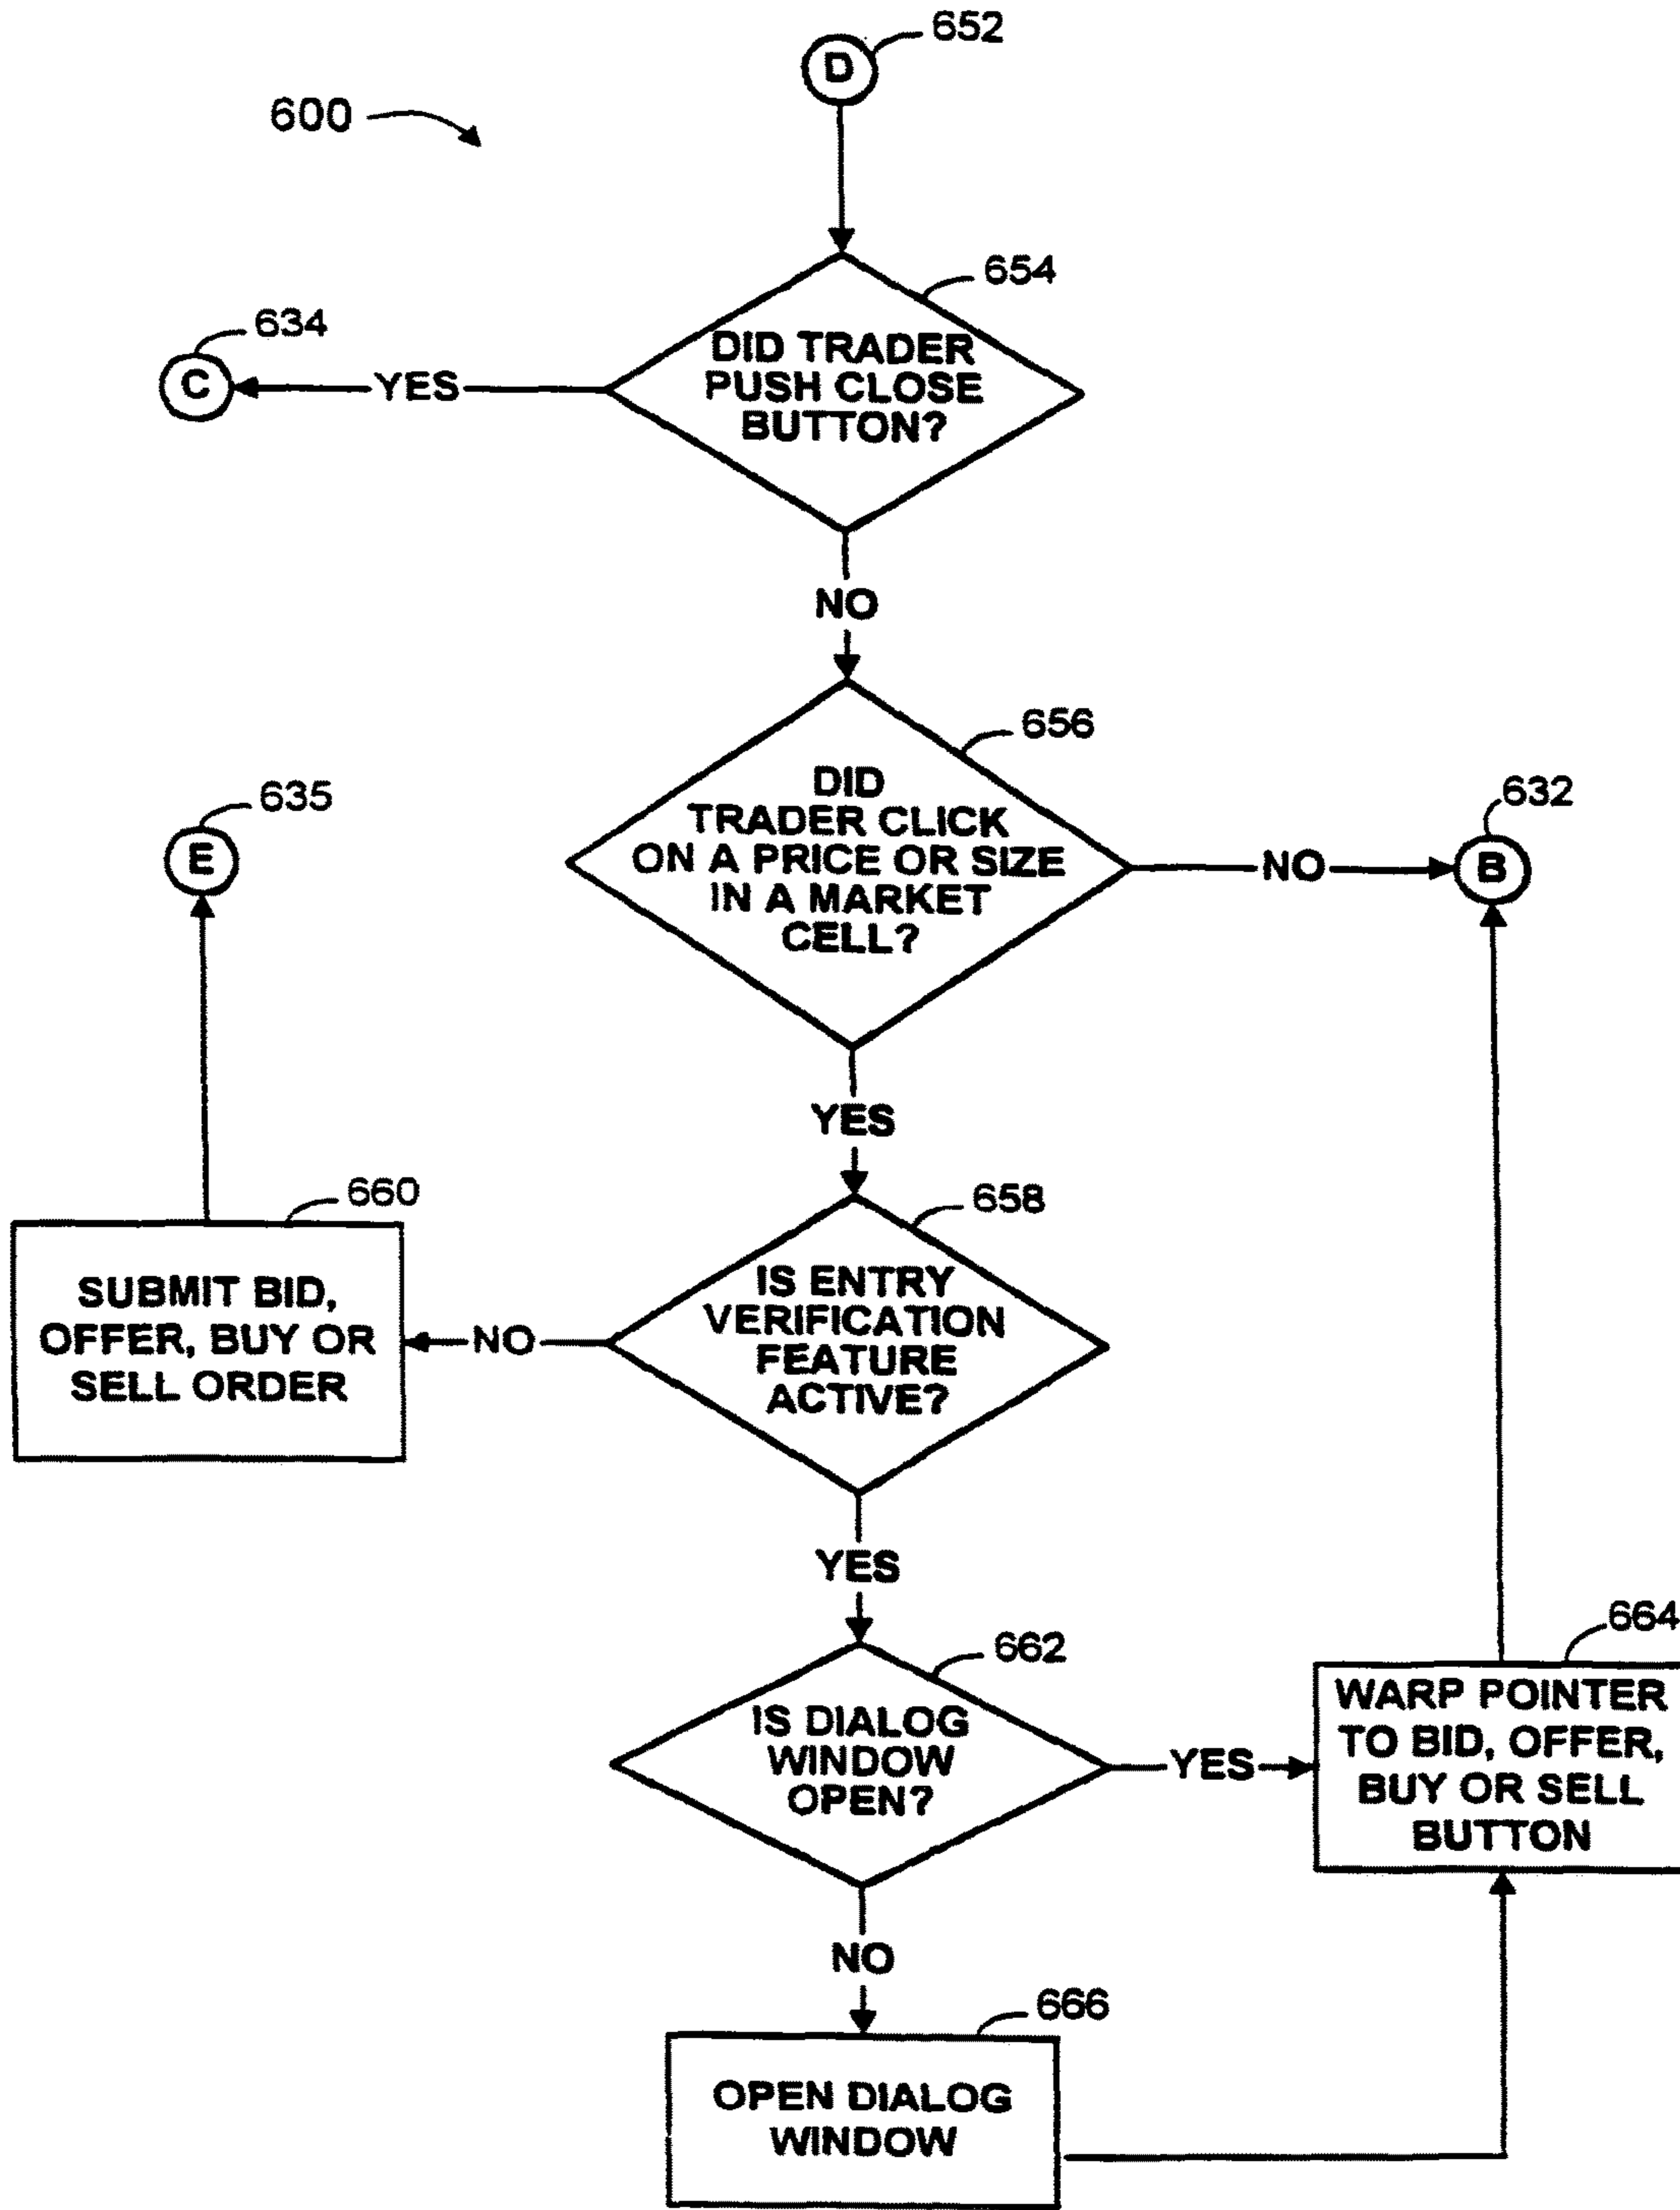 652
D
600
654
DID TRADER
PUSH CLOSE
BUTTON?
634
C
YES
NO
656
DID
TRADER CLICK
ON A PRICE OR SIZE
IN A MARKET
CELL?
635
E
NO
632
B
YES
660
SUBMIT BID,
OFFER, BUY OR
SELL ORDER
NO
658
IS ENTRY
VERIFICATION
FEATURE
ACTIVE?
YES
662
IS DIALOG
WINDOW
OPEN?
YES
664
WARP POINTER
TO BID, OFFER,
BUY OR SELL
BUTTON
NO
666
OPEN DIALOG
WINDOW